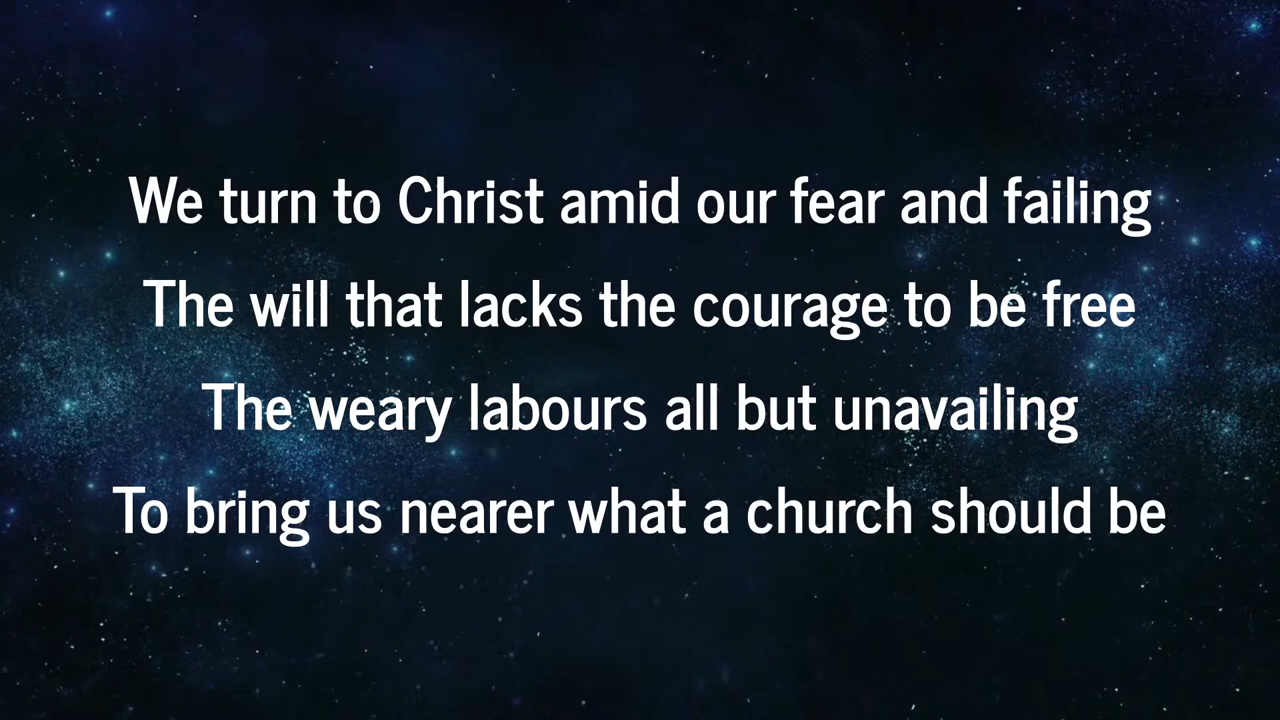 We turn to Christ amid our fear and failing
The will that lacks the courage to be free
The weary labours all but unavailing
To bring us nearer what a church should be